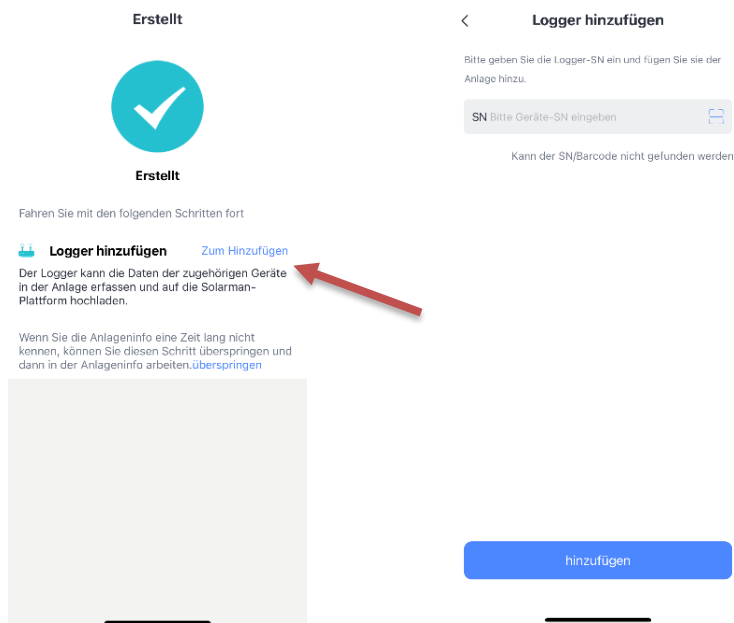 Erstellt
Erstellt
Fahren Sie mit den folgenden Schritten fort
Logger hinzufügen Zum Hinzufügen
Der Logger kann die Daten der zugehörigen Geräte
in der Anlage erfassen und auf die Solarman-
Plattform hochladen.
Wenn Sie die Anlageninfo eine Zeit lang nicht
kennen, können Sie diesen Schritt überspringen und
dann in der Anlageninfo arbeiten.überspringen
Logger hinzufügen
Bitte geben Sie die Logger-SN ein und fügen Sie sie der
Anlage hinzu.
SN Bitte Geräte-SN eingeben
Kann der SN/Barcode nicht gefunden werden
hinzufügen